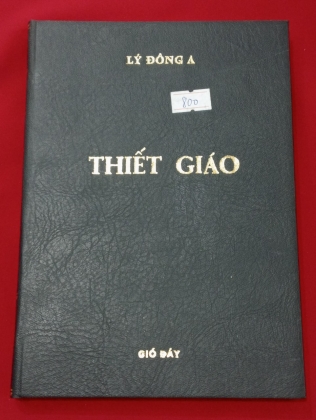 LÝ ĐÔNG A
800
THIẾT GIÁO
GIÓ ĐÁY